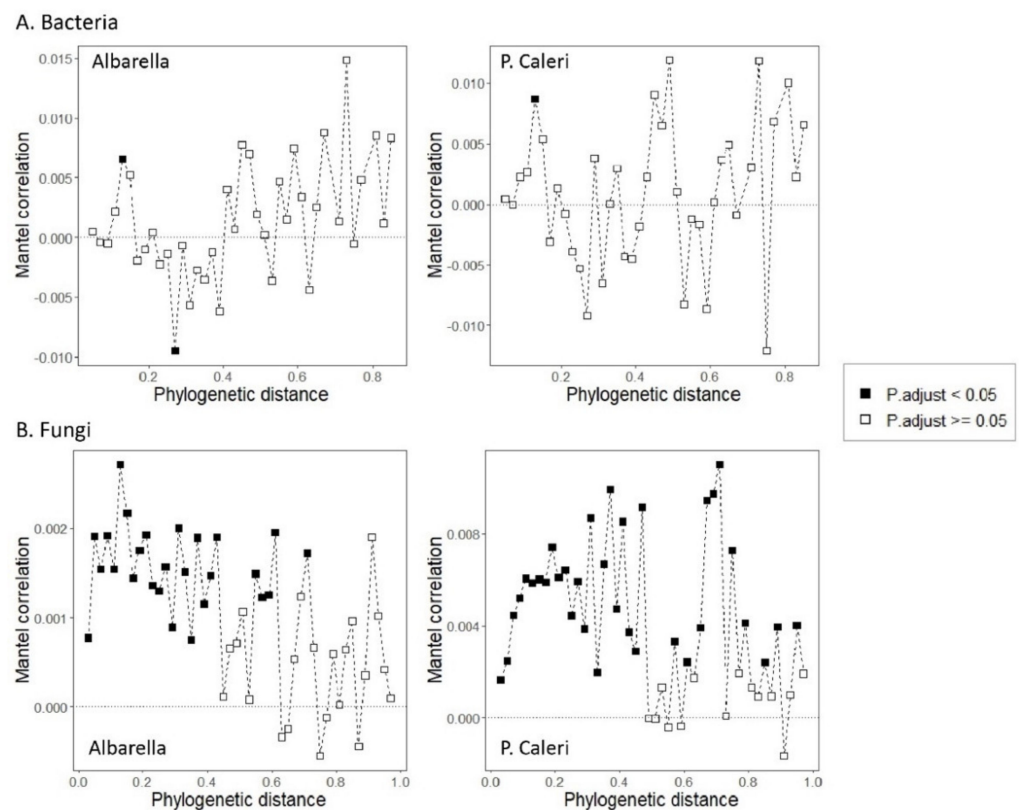 A. Bacteria
Albarella
0.015
0.010
0.005
0.000
-0.005
-0.010
Mantel correlation
0.2 0.4 0.6 0.8
Phylogenetic distance
P. Caleri
0.010
0.005
0.000
-0.005
-0.010
Mantel correlation
0.2 0.4 0.6 0.8
Phylogenetic distance
P.adjust < 0.05
P.adjust >= 0.05
B. Fungi
0.002
0.001
0.000
Mantel correlation
Albarella
0.0 0.2 0.4 0.6 0.8 1.0
Phylogenetic distance
0.008
0.004
0.000
Mantel correlation
P. Caleri
0.0 0.2 0.4 0.6 0.8 1.0
Phylogenetic distance